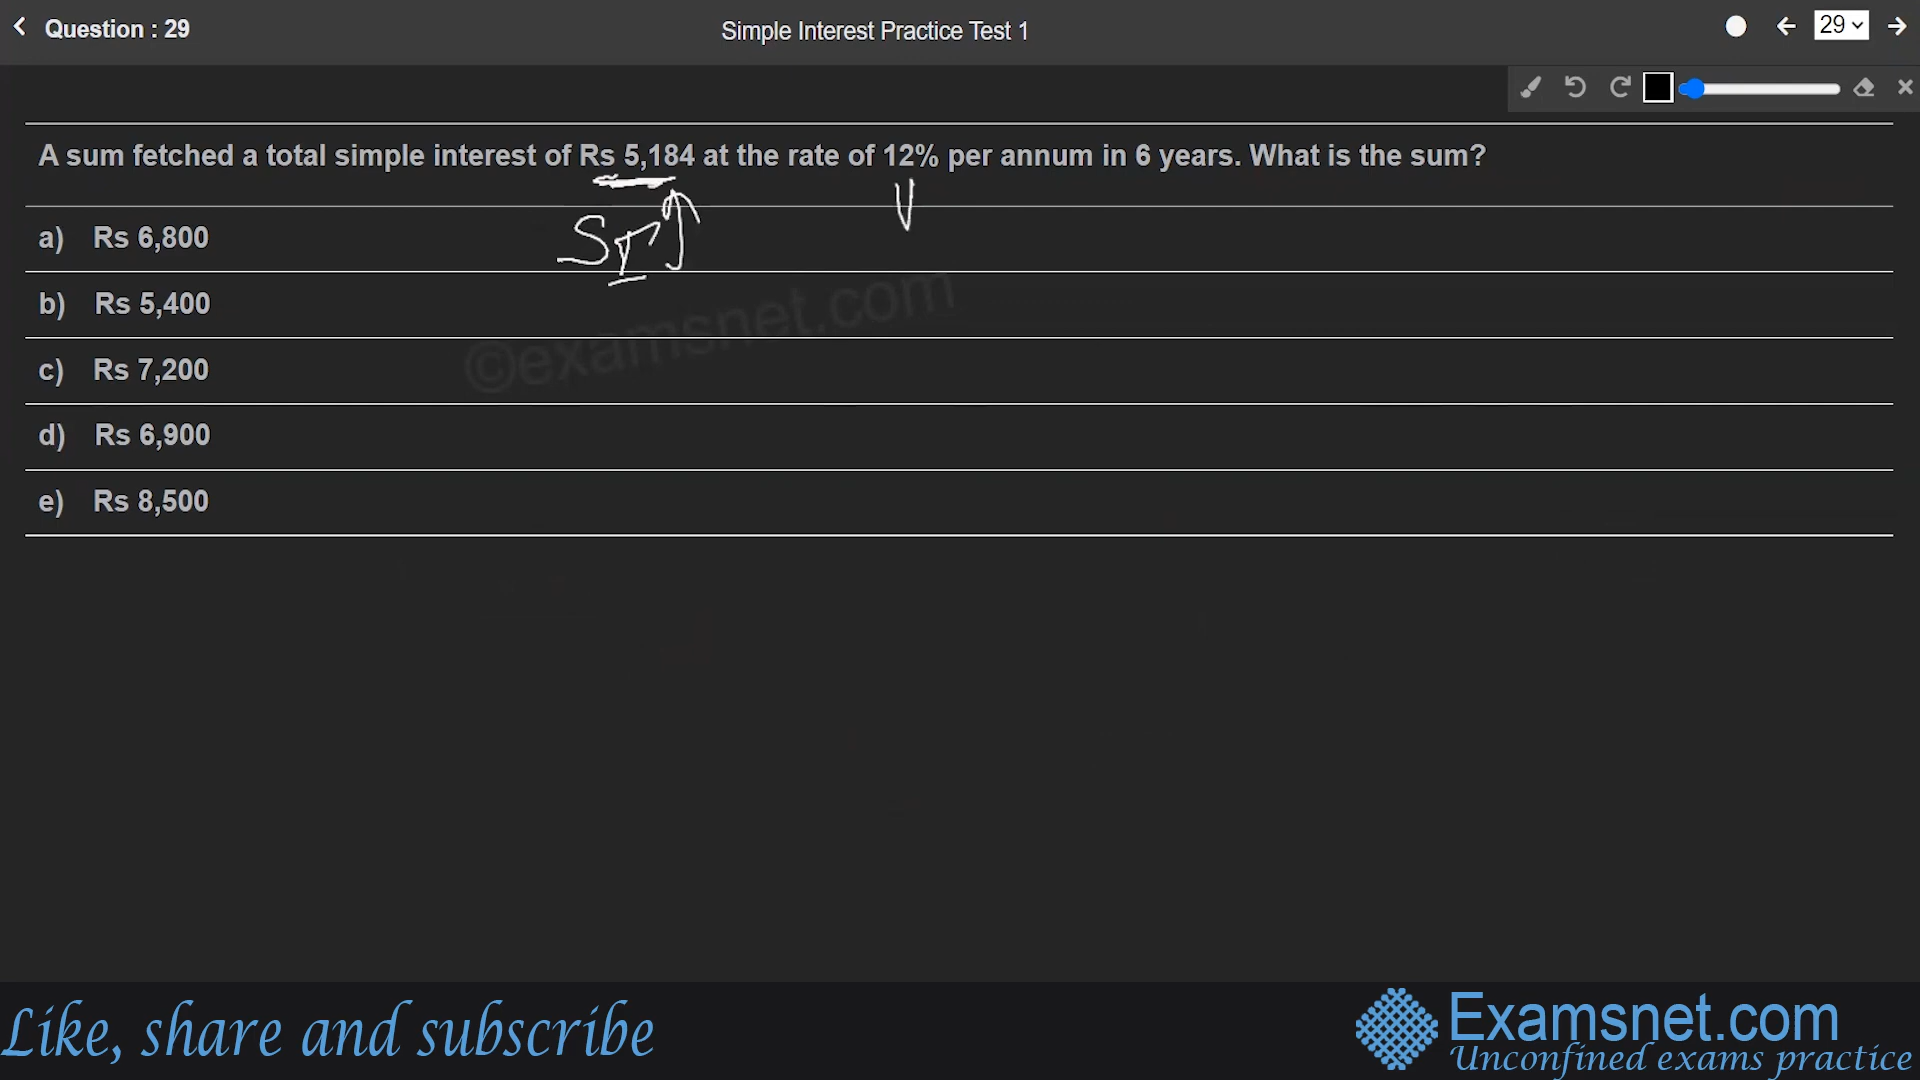 Question : 29
Simple Interest Practice Test 1
29
A sum fetched a total simple interest of Rs 5,184 at the rate of 12% per annum in 6 years. What is the sum?
SI
a) Rs 6,800
b) Rs 5,400
c) Rs 7,200
d) Rs 6,900
e) Rs 8,500
©examsnet.com
Like, share and subscribe
Examsnet.com
Unconfined exams practice